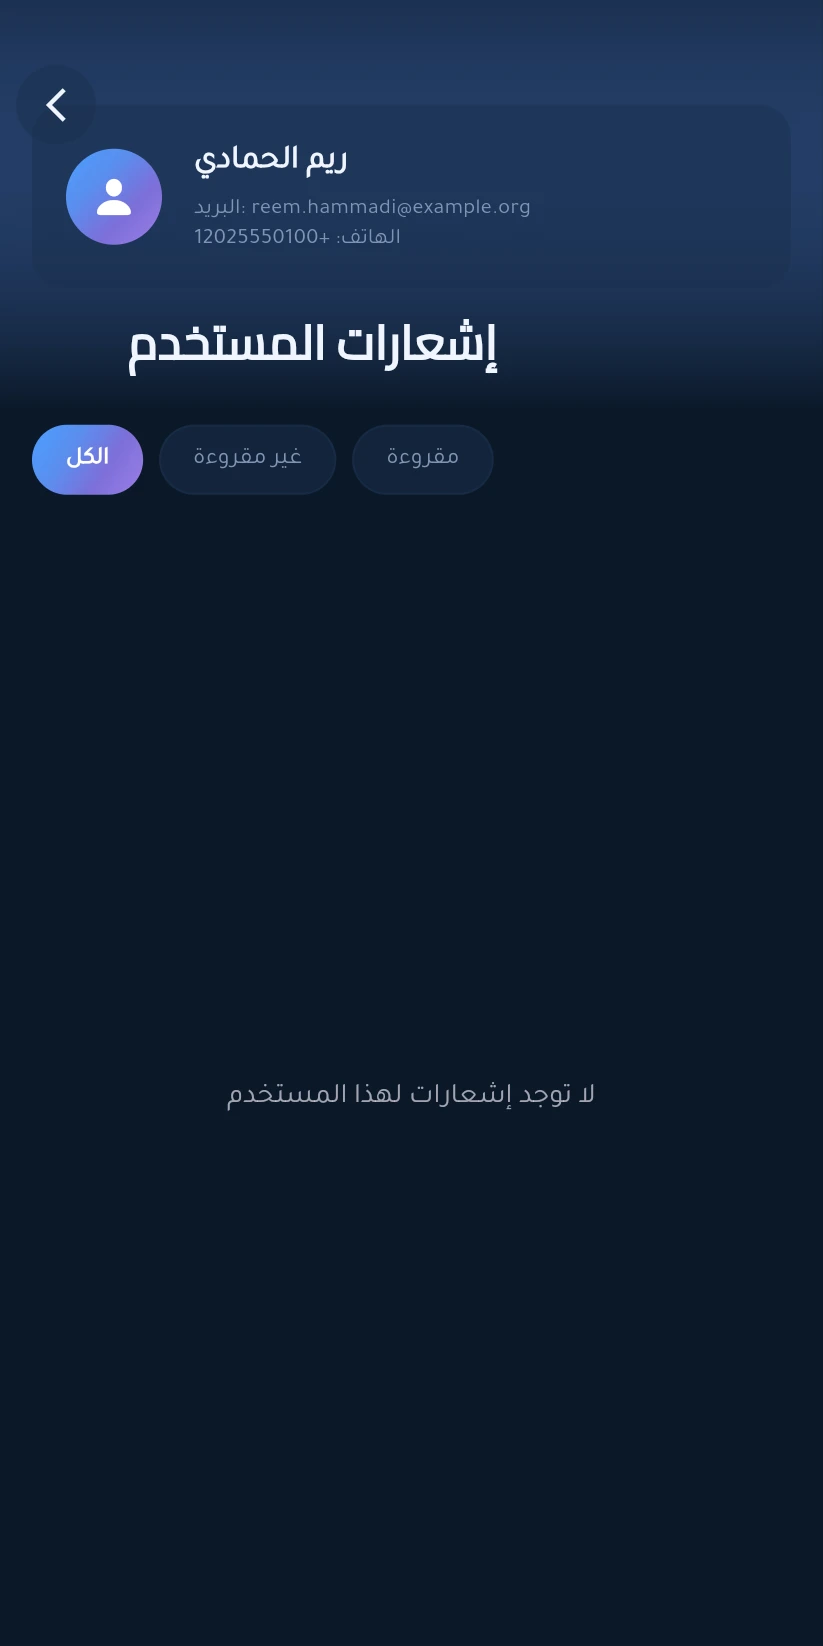 ريم الحمادي
البريد: reem.hammadi@example.org
الهاتف: +12025550100
إشعارات المستخدم
الكل
غير مقروءة
مقروءة
لا توجد إشعارات لهذا المستخدم